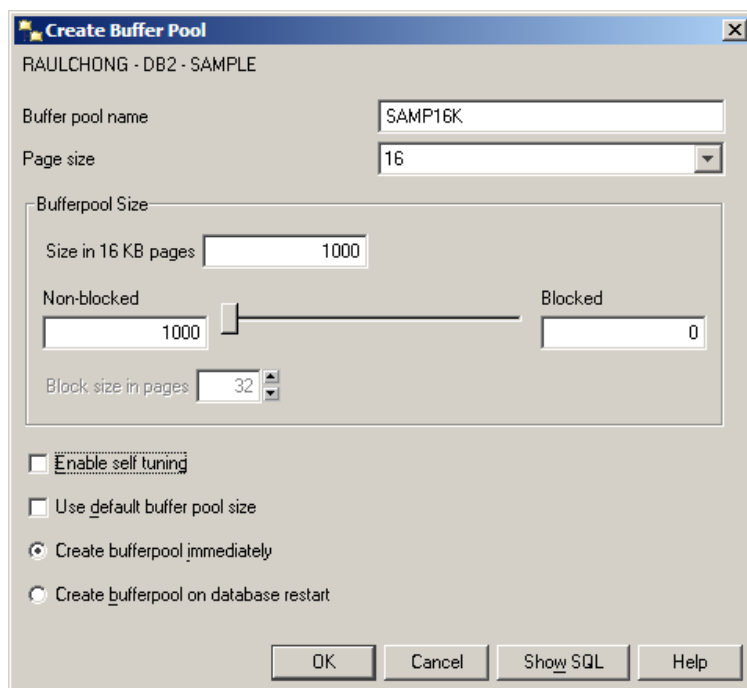 Create Buffer Pool
RAULCHONG - DB2 - SAMPLE
Buffer pool name SAMP16K
Page size 16
Bufferpool Size
Size in 16 KB pages 1000
Non-blocked Blocked
1000 0
Block size in pages 32
Enable self tuning
Use default buffer pool size
Create bufferpool immediately
Create bufferpool on database restart
OK Cancel Show SQL Help